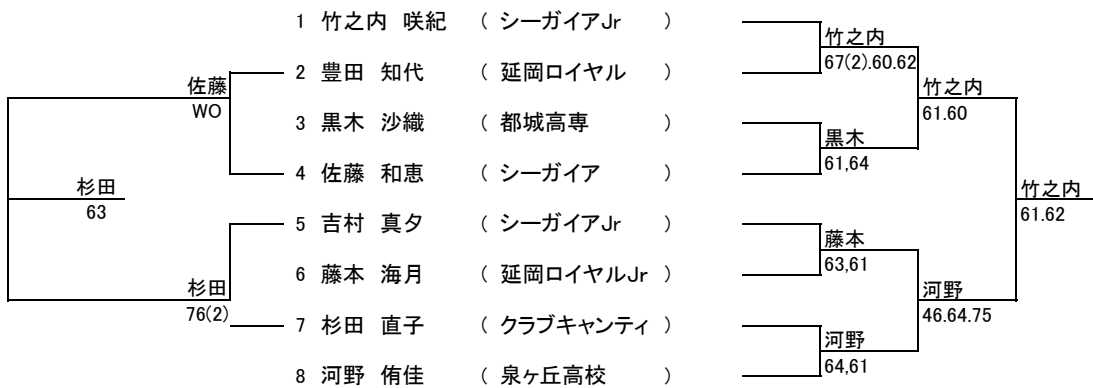 1 竹之内 咲紀 ( シーガイアJr )
竹之内
67(2).60.62
2 豊田 知代 ( 延岡ロイヤル )
佐藤
WO
竹之内
61.60
3 黒木 沙織 ( 都城高専 )
黒木
61,64
4 佐藤 和恵 ( シーガイア )
杉田
63
竹之内
61.62
5 吉村 真夕 ( シーガイアJr )
藤本
63,61
6 藤本 海月 ( 延岡ロイヤルJr )
杉田
76(2)
河野
46.64.75
7 杉田 直子 ( クラブキャンティ )
河野
64,61
8 河野 侑佳 ( 泉ヶ丘高校 )